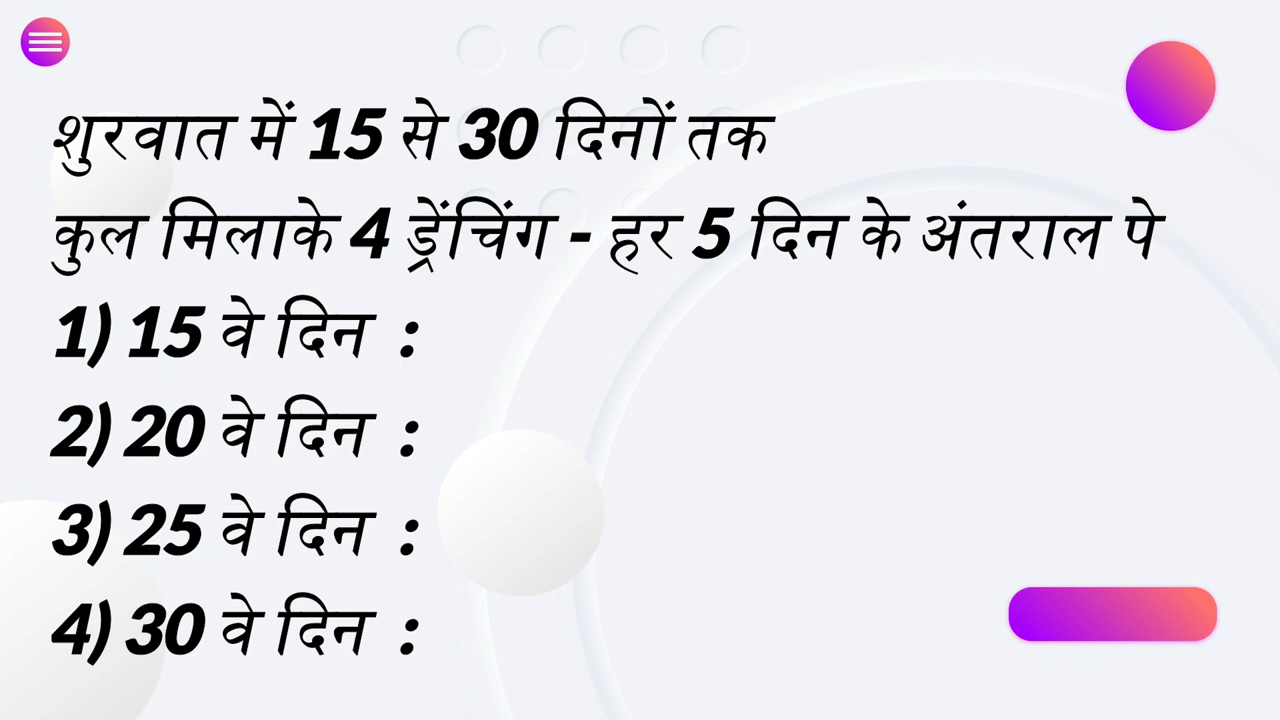 शुरवात में 15 से 30 दिनों तक
कुल मिलाके 4 ड्रेंचिंग - हर 5 दिन के अंतराल पे
1) 15 वे दिन :
2) 20 वे दिन :
3) 25 वे दिन :
4) 30 वे दिन :